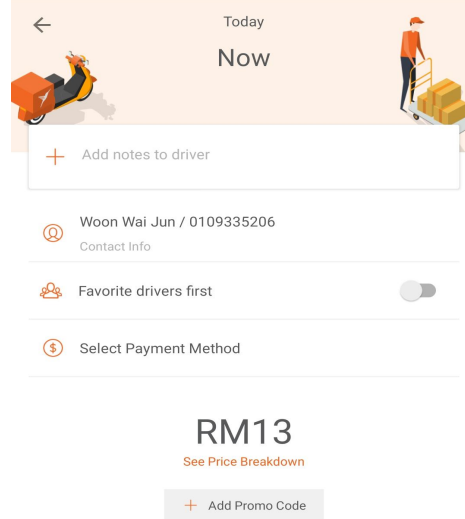 Today
Now
Add notes to driver
Woon Wai Jun / 0109335206
Contact Info
Favorite drivers first
Select Payment Method
RM13
See Price Breakdown
+ Add Promo Code